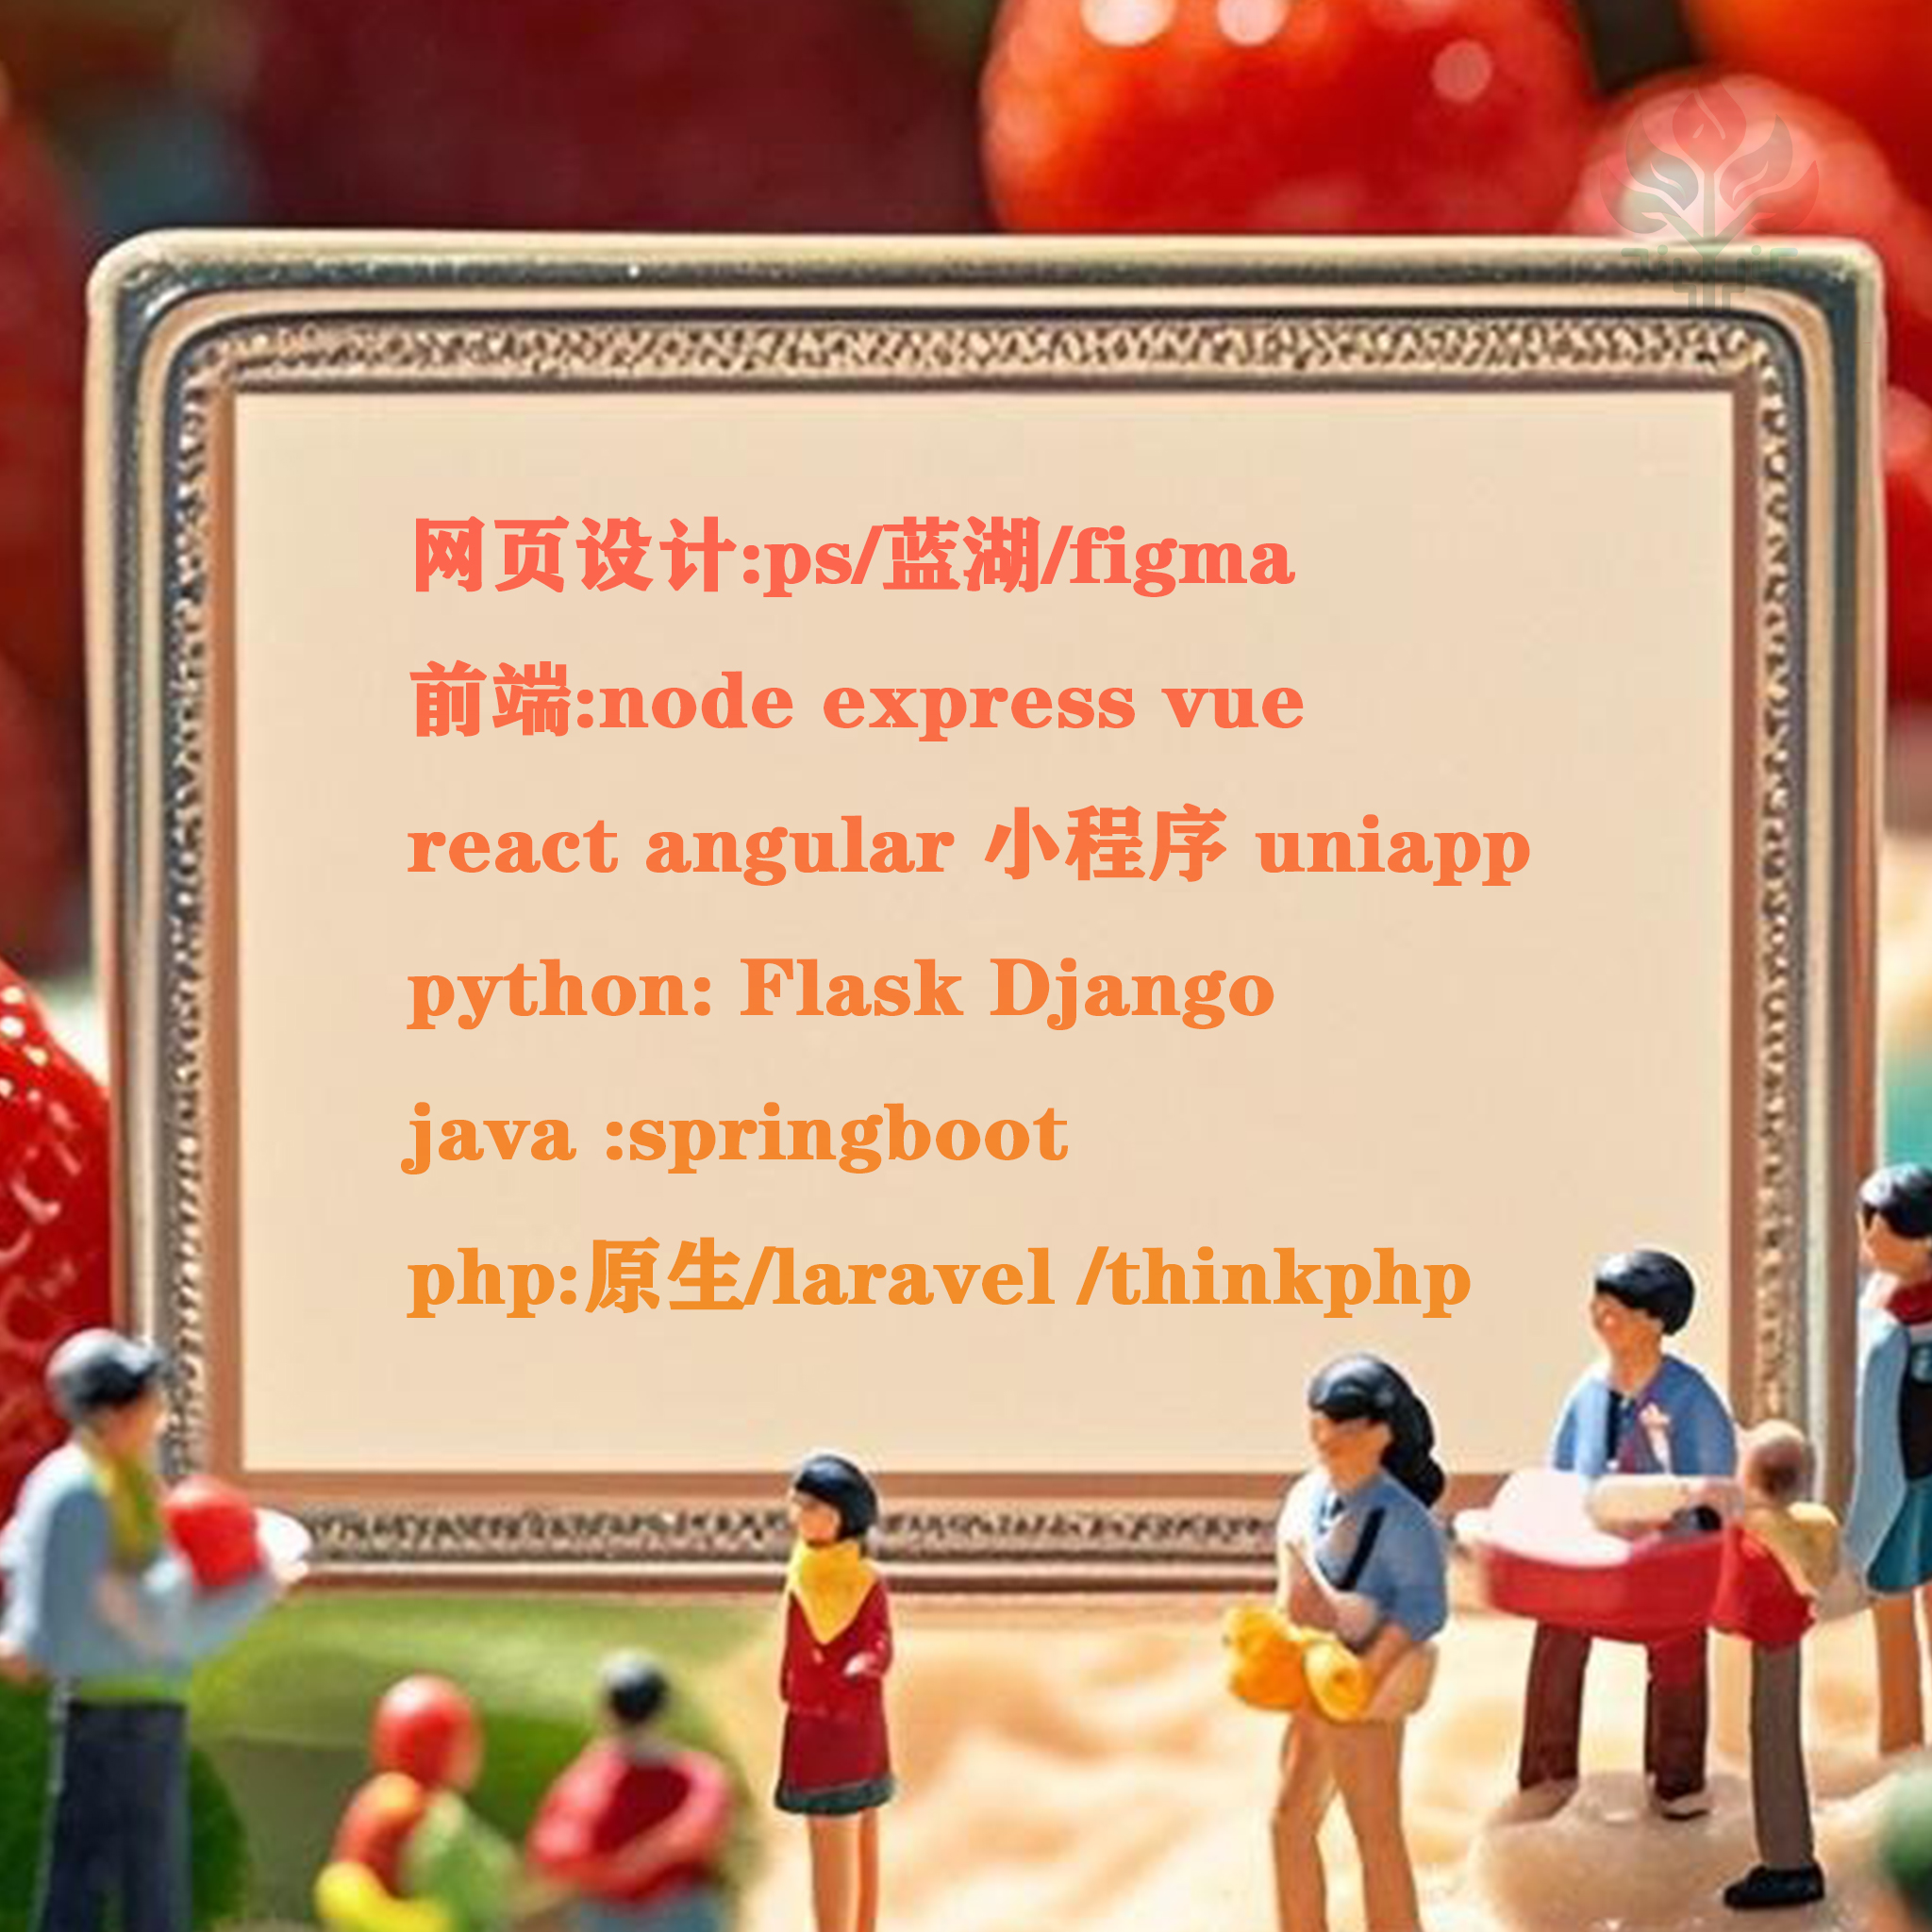 网页设计:ps/蓝湖/figma
前端:node express vue
react angular 小程序 uniapp
python: Flask Django
java :springboot
php:原生/laravel /thinkphp